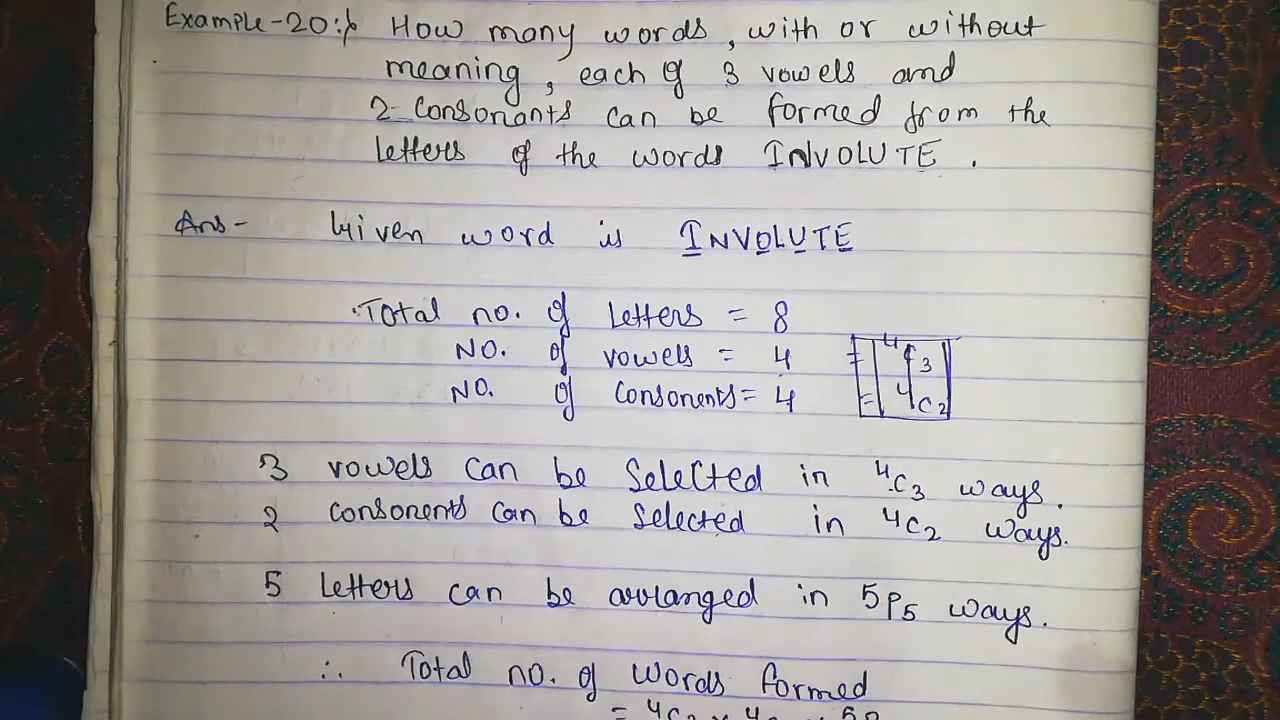 Example-20:- How many words, with or without
meaning, each of 3 vowels and
2-Consonants can be formed from the
letters of the words INVOLUTE.
Ans- Given word is INVOLUTE
Total no. of Letters = 8
NO. of vowels = 4
NO. of Consonents = 4
4C3
4C2
3 vowels can be Selected in 4C3 ways.
2 consonents can be Selected in 4C2 ways.
5 Letters can be arranged in 5P5 ways.
∴ Total no. of words formed